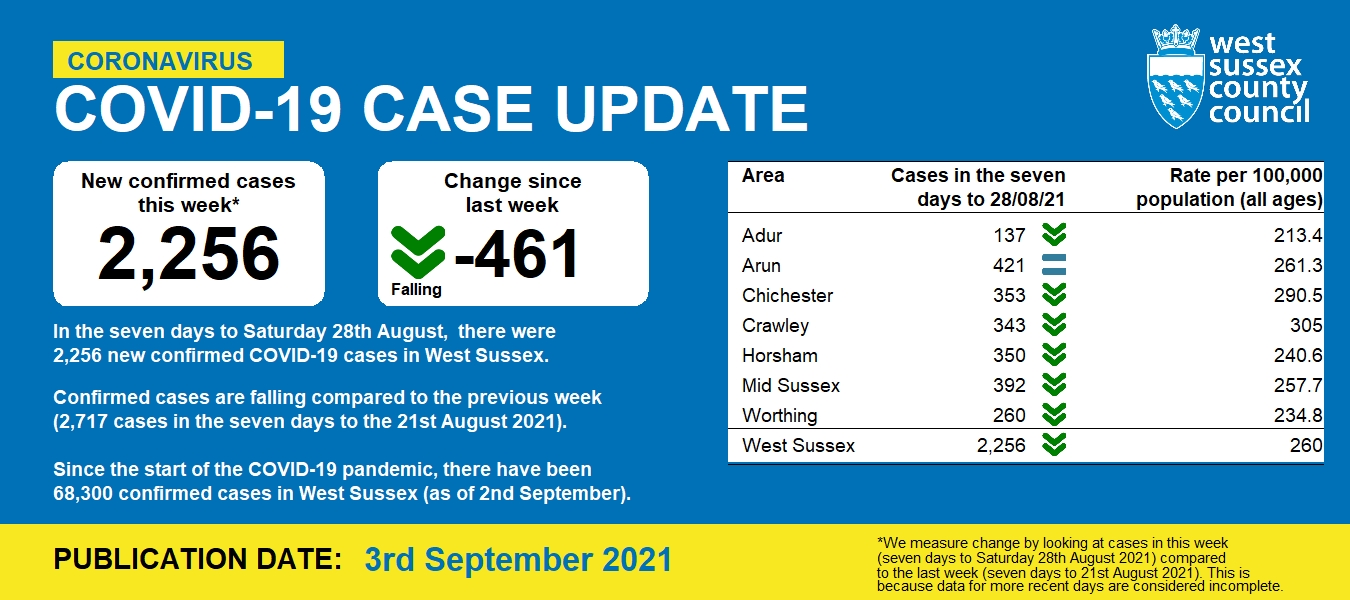 CORONAVIRUS
COVID-19 CASE UPDATE
west
sussex
county
council
New confirmed cases
this week*
2,256
Change since
last week
-461
Falling
In the seven days to Saturday 28th August,  there were
2,256 new confirmed COVID-19 cases in West Sussex.
Confirmed cases are falling compared to the previous week
(2,717 cases in the seven days to the 21st August 2021).
Since the start of the COVID-19 pandemic, there have been
68,300 confirmed cases in West Sussex (as of 2nd September).
Area Cases in the seven Rate per 100,000
days to 28/08/21 population (all ages)
Adur 137 213.4
Arun 421 261.3
Chichester 353 290.5
Crawley 343 305
Horsham 350 240.6
Mid Sussex 392 257.7
Worthing 260 234.8
West Sussex 2,256 260
PUBLICATION DATE: 3rd September 2021
*We measure change by looking at cases in this week
(seven days to Saturday 28th August 2021) compared
to the last week (seven days to 21st August 2021). This is
because data for more recent days are considered incomplete.